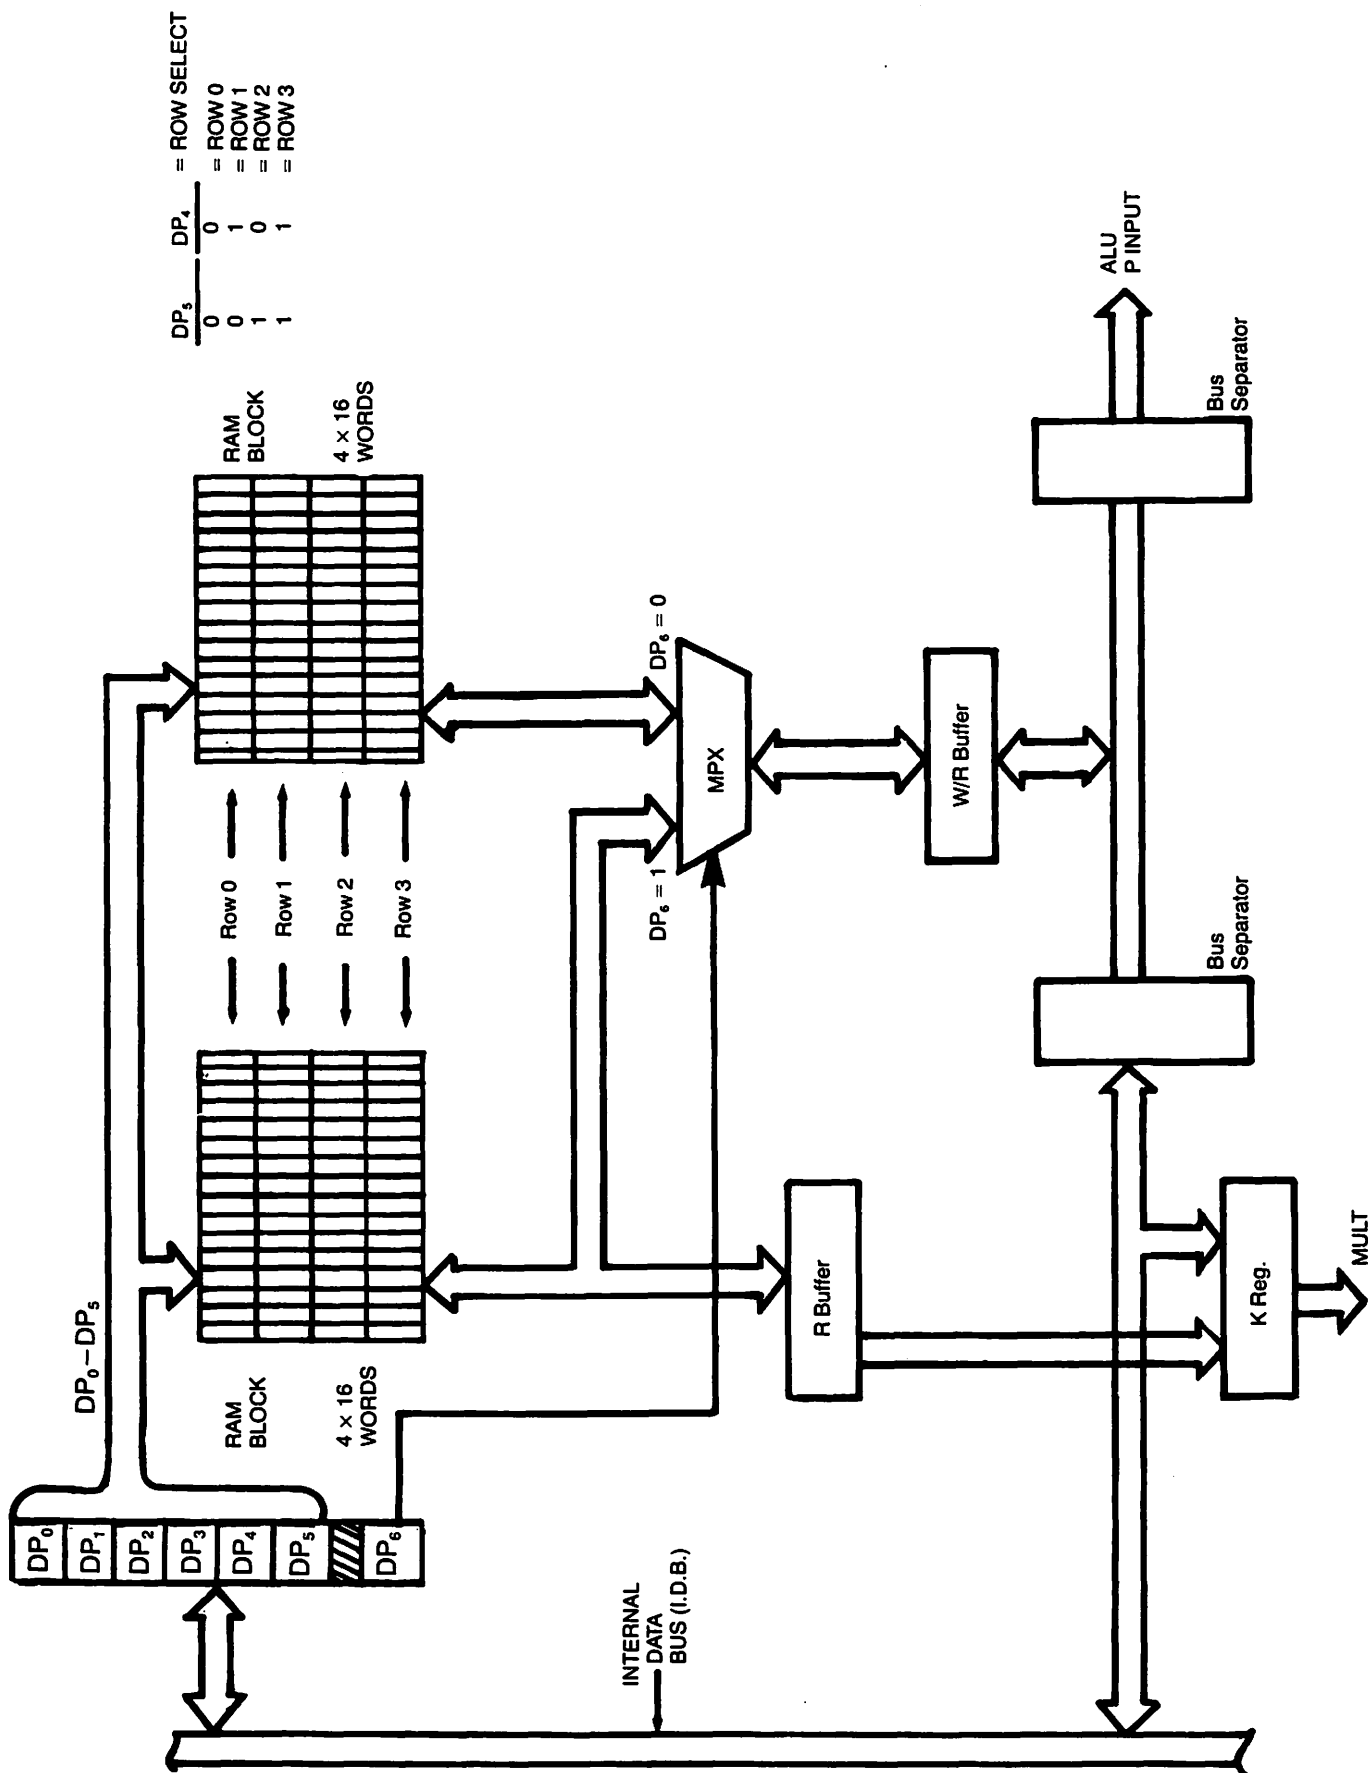 DP₀
DP₁
DP₂
DP₃
DP₄
DP₅
DP₆
DP₀–DP₅
RAM
BLOCK
4 × 16
WORDS
Row 0
Row 1
Row 2
Row 3
RAM
BLOCK
4 × 16
WORDS
DP₅ DP₄ = ROW SELECT
0 0 = ROW 0
0 1 = ROW 1
1 0 = ROW 2
1 1 = ROW 3
INTERNAL
DATA
BUS (I.D.B.)
DP₆ = 1
DP₆ = 0
MPX
R Buffer
W/R Buffer
K Reg.
MULT
Bus
Separator
Bus
Separator
ALU
P INPUT